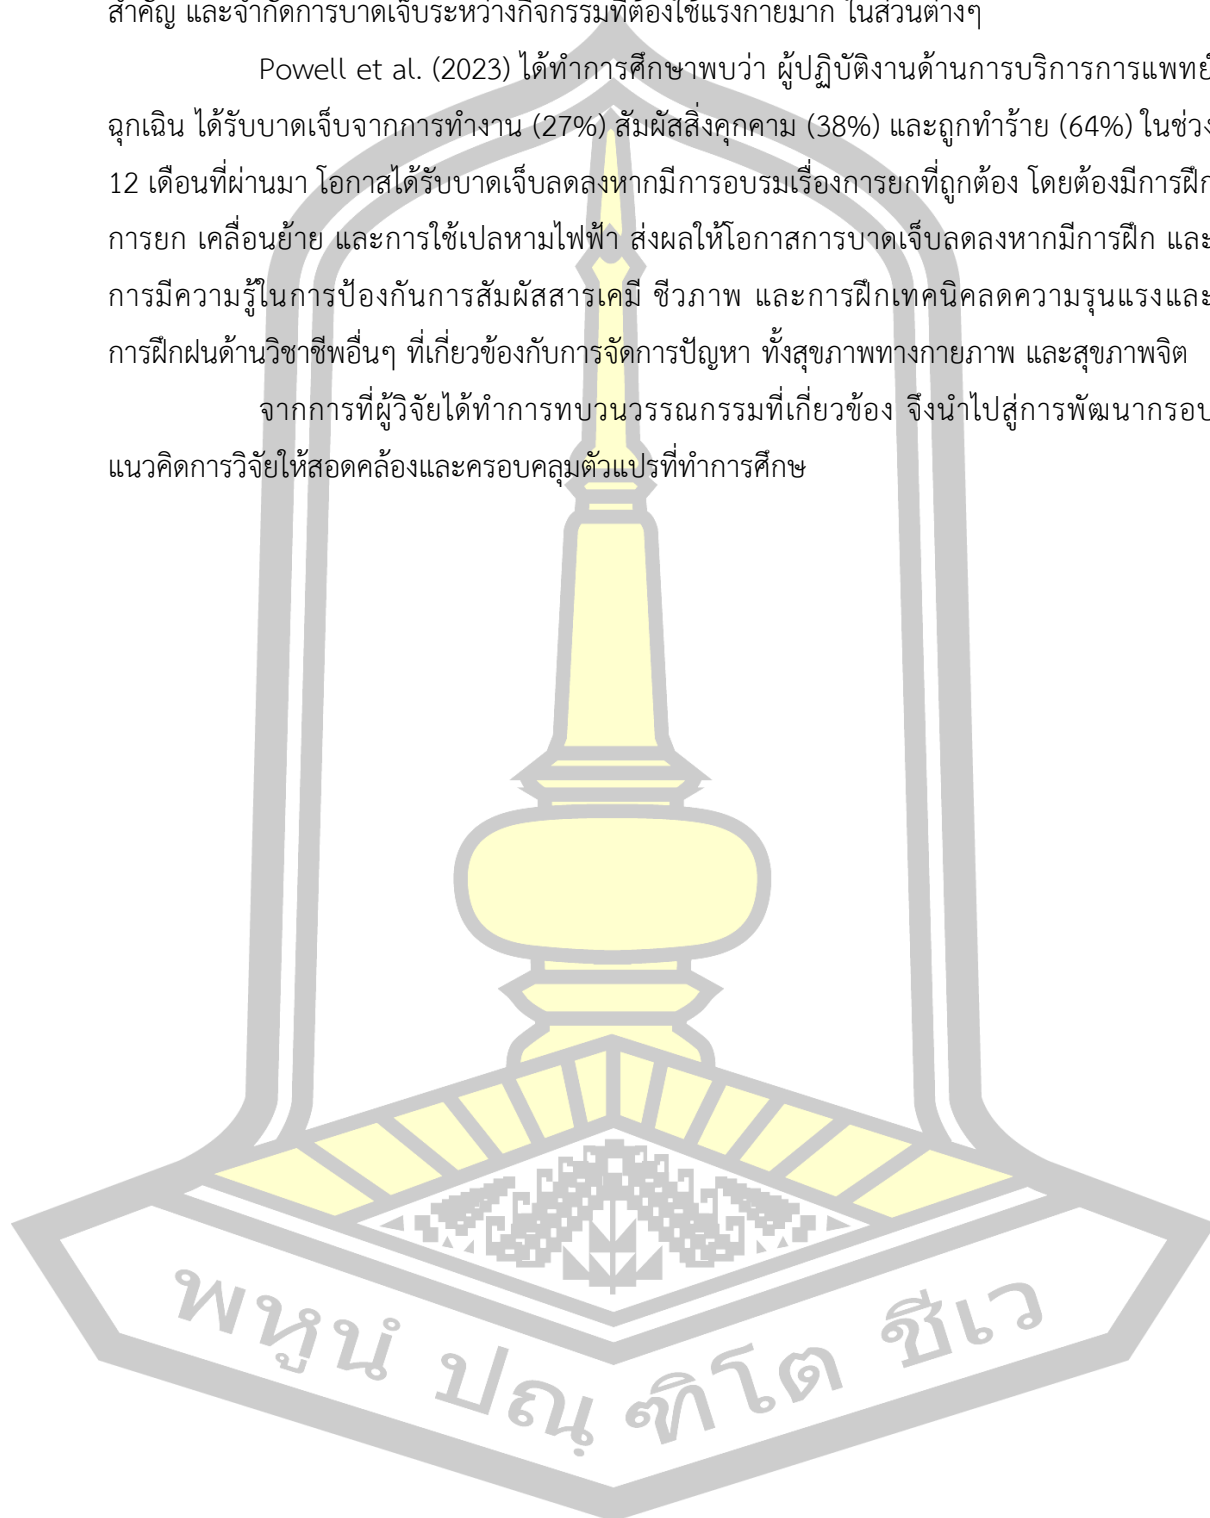 สำคัญ และจำกัดการบาดเจ็บระหว่างกิจกรรมที่ต้องใช้แรงกายมาก ในส่วนต่างๆ
Powell et al. (2023) ได้ทำการศึกษาพบว่า ผู้ปฏิบัติงานด้านการบริการการแพทย์
ฉุกเฉิน ได้รับบาดเจ็บจากการทำงาน (27%) สัมผัสสิ่งคุกคาม (38%) และถูกทำร้าย (64%) ในช่วง
12 เดือนที่ผ่านมา โอกาสได้รับบาดเจ็บลดลงหากมีการอบรมเรื่องการยกที่ถูกต้อง โดยต้องมีการฝึก
การยก เคลื่อนย้าย และการใช้เปลหามไฟฟ้า ส่งผลให้โอกาสการบาดเจ็บลดลงหากมีการฝึก และ
การมีความรู้ในการป้องกันการสัมผัสสารเคมี ชีวภาพ และการฝึกเทคนิคลดความรุนแรงและ
การฝึกฝนด้านวิชาชีพอื่นๆ ที่เกี่ยวข้องกับการจัดการปัญหา ทั้งสุขภาพทางกายภาพ และสุขภาพจิต
จากการที่ผู้วิจัยได้ทำการทบทวนวรรณกรรมที่เกี่ยวข้อง จึงนำไปสู่การพัฒนากรอบ
แนวคิดการวิจัยให้สอดคล้องและครอบคลุมตัวแปรที่ทำการศึกษ
พหูนํ ปณฺฑิโต ชีเว